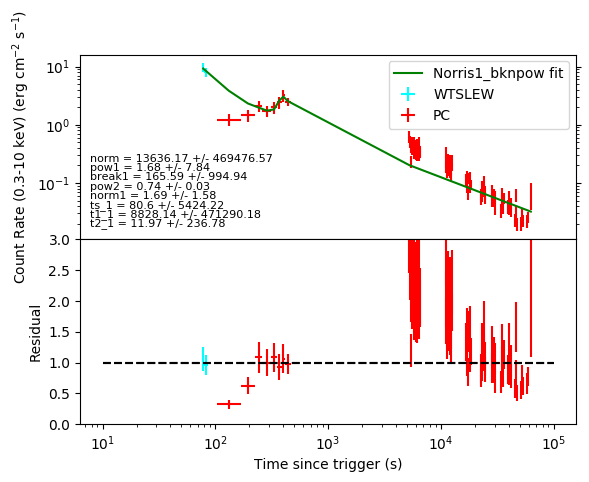 Count Rate (0.3-10 keV) (erg cm⁻² s⁻¹)
10¹
10⁰
10⁻¹
Norris1_bknpow fit
WTSLEW
PC
norm = 13636.17 +/- 469476.57
pow1 = 1.68 +/- 7.84
break1 = 165.59 +/- 994.94
pow2 = 0.74 +/- 0.03
norm1 = 1.69 +/- 1.58
ts_1 = 80.6 +/- 5424.22
t1_1 = 8828.14 +/- 471290.18
t2_1 = 11.97 +/- 236.78
Residual
3.0
2.5
2.0
1.5
1.0
0.5
0.0
10¹ 10² 10³ 10⁴ 10⁵
Time since trigger (s)